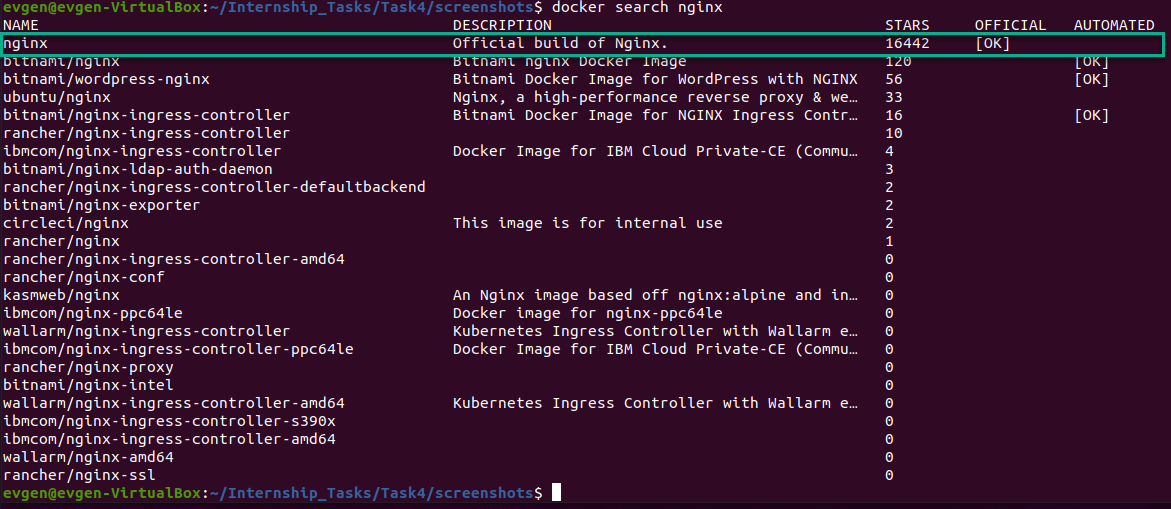 evgen@evgen-VirtualBox:~/Internship_Tasks/Task4/screenshots$ docker search nginx
NAME DESCRIPTION STARS OFFICIAL AUTOMATED
nginx Official build of Nginx. 16442 [OK]
bitnami/nginx Bitnami nginx Docker Image 120 [OK]
bitnami/wordpress-nginx Bitnami Docker Image for WordPress with NGINX 56 [OK]
ubuntu/nginx Nginx, a high-performance reverse proxy & we… 33
bitnami/nginx-ingress-controller Bitnami Docker Image for NGINX Ingress Contr… 16 [OK]
rancher/nginx-ingress-controller 10
ibmcom/nginx-ingress-controller Docker Image for IBM Cloud Private-CE (Commu… 4
bitnami/nginx-ldap-auth-daemon 3
rancher/nginx-ingress-controller-defaultbackend 2
bitnami/nginx-exporter 2
circleci/nginx This image is for internal use 2
rancher/nginx 1
rancher/nginx-ingress-controller-amd64 0
rancher/nginx-conf 0
kasmweb/nginx An Nginx image based off nginx:alpine and in… 0
ibmcom/nginx-ppc64le Docker image for nginx-ppc64le 0
wallarm/nginx-ingress-controller Kubernetes Ingress Controller with Wallarm e… 0
ibmcom/nginx-ingress-controller-ppc64le Docker Image for IBM Cloud Private-CE (Commu… 0
rancher/nginx-proxy 0
bitnami/nginx-intel 0
wallarm/nginx-ingress-controller-amd64 Kubernetes Ingress Controller with Wallarm e… 0
ibmcom/nginx-ingress-controller-s390x 0
ibmcom/nginx-ingress-controller-amd64 0
wallarm/nginx-amd64 0
rancher/nginx-ssl 0
evgen@evgen-VirtualBox:~/Internship_Tasks/Task4/screenshots$